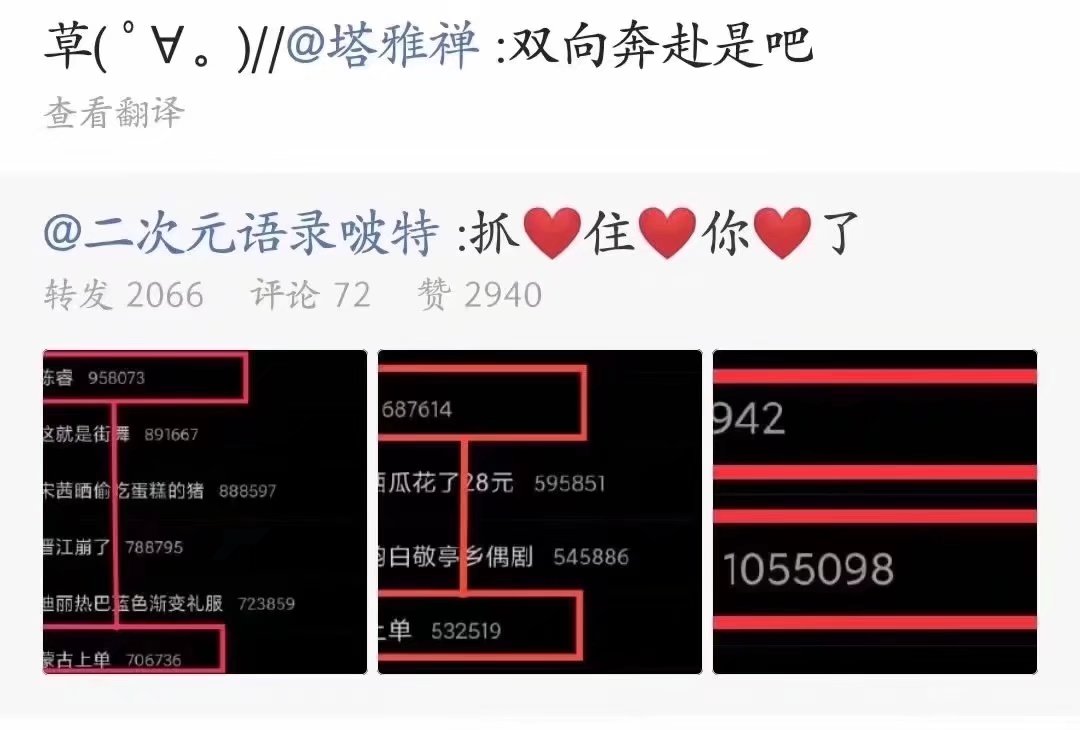 草( ﾟ∀。)//@塔雅禅 :双向奔赴是吧
查看翻译
@二次元语录啵特 :抓❤️住❤️你❤️了
转发 2066 评论 72 赞 2940
陈睿 958073
这就是街舞 891667
宋茜晒偷吃蛋糕的猪 888597
晋江崩了 788795
迪丽热巴蓝色渐变礼服 723859
蒙古上单 706736
687614
西瓜花了28元 595851
白敬亭乡偶剧 545886
上单 532519
942
1055098